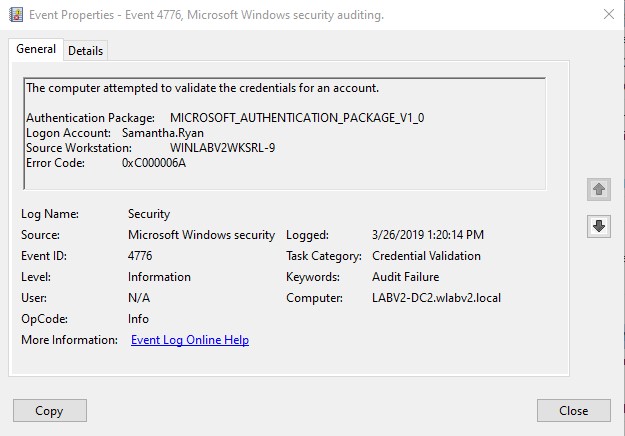 Event Properties - Event 4776, Microsoft Windows security auditing.
General Details
The computer attempted to validate the credentials for an account.
Authentication Package: MICROSOFT_AUTHENTICATION_PACKAGE_V1_0
Logon Account: Samantha.Ryan
Source Workstation: WINLABV2WKSRL-9
Error Code: 0xC000006A
Log Name: Security
Source: Microsoft Windows security Logged: 3/26/2019 1:20:14 PM
Event ID: 4776 Task Category: Credential Validation
Level: Information Keywords: Audit Failure
User: N/A Computer: LABV2-DC2.wlabv2.local
OpCode: Info
More Information: Event Log Online Help
Copy Close